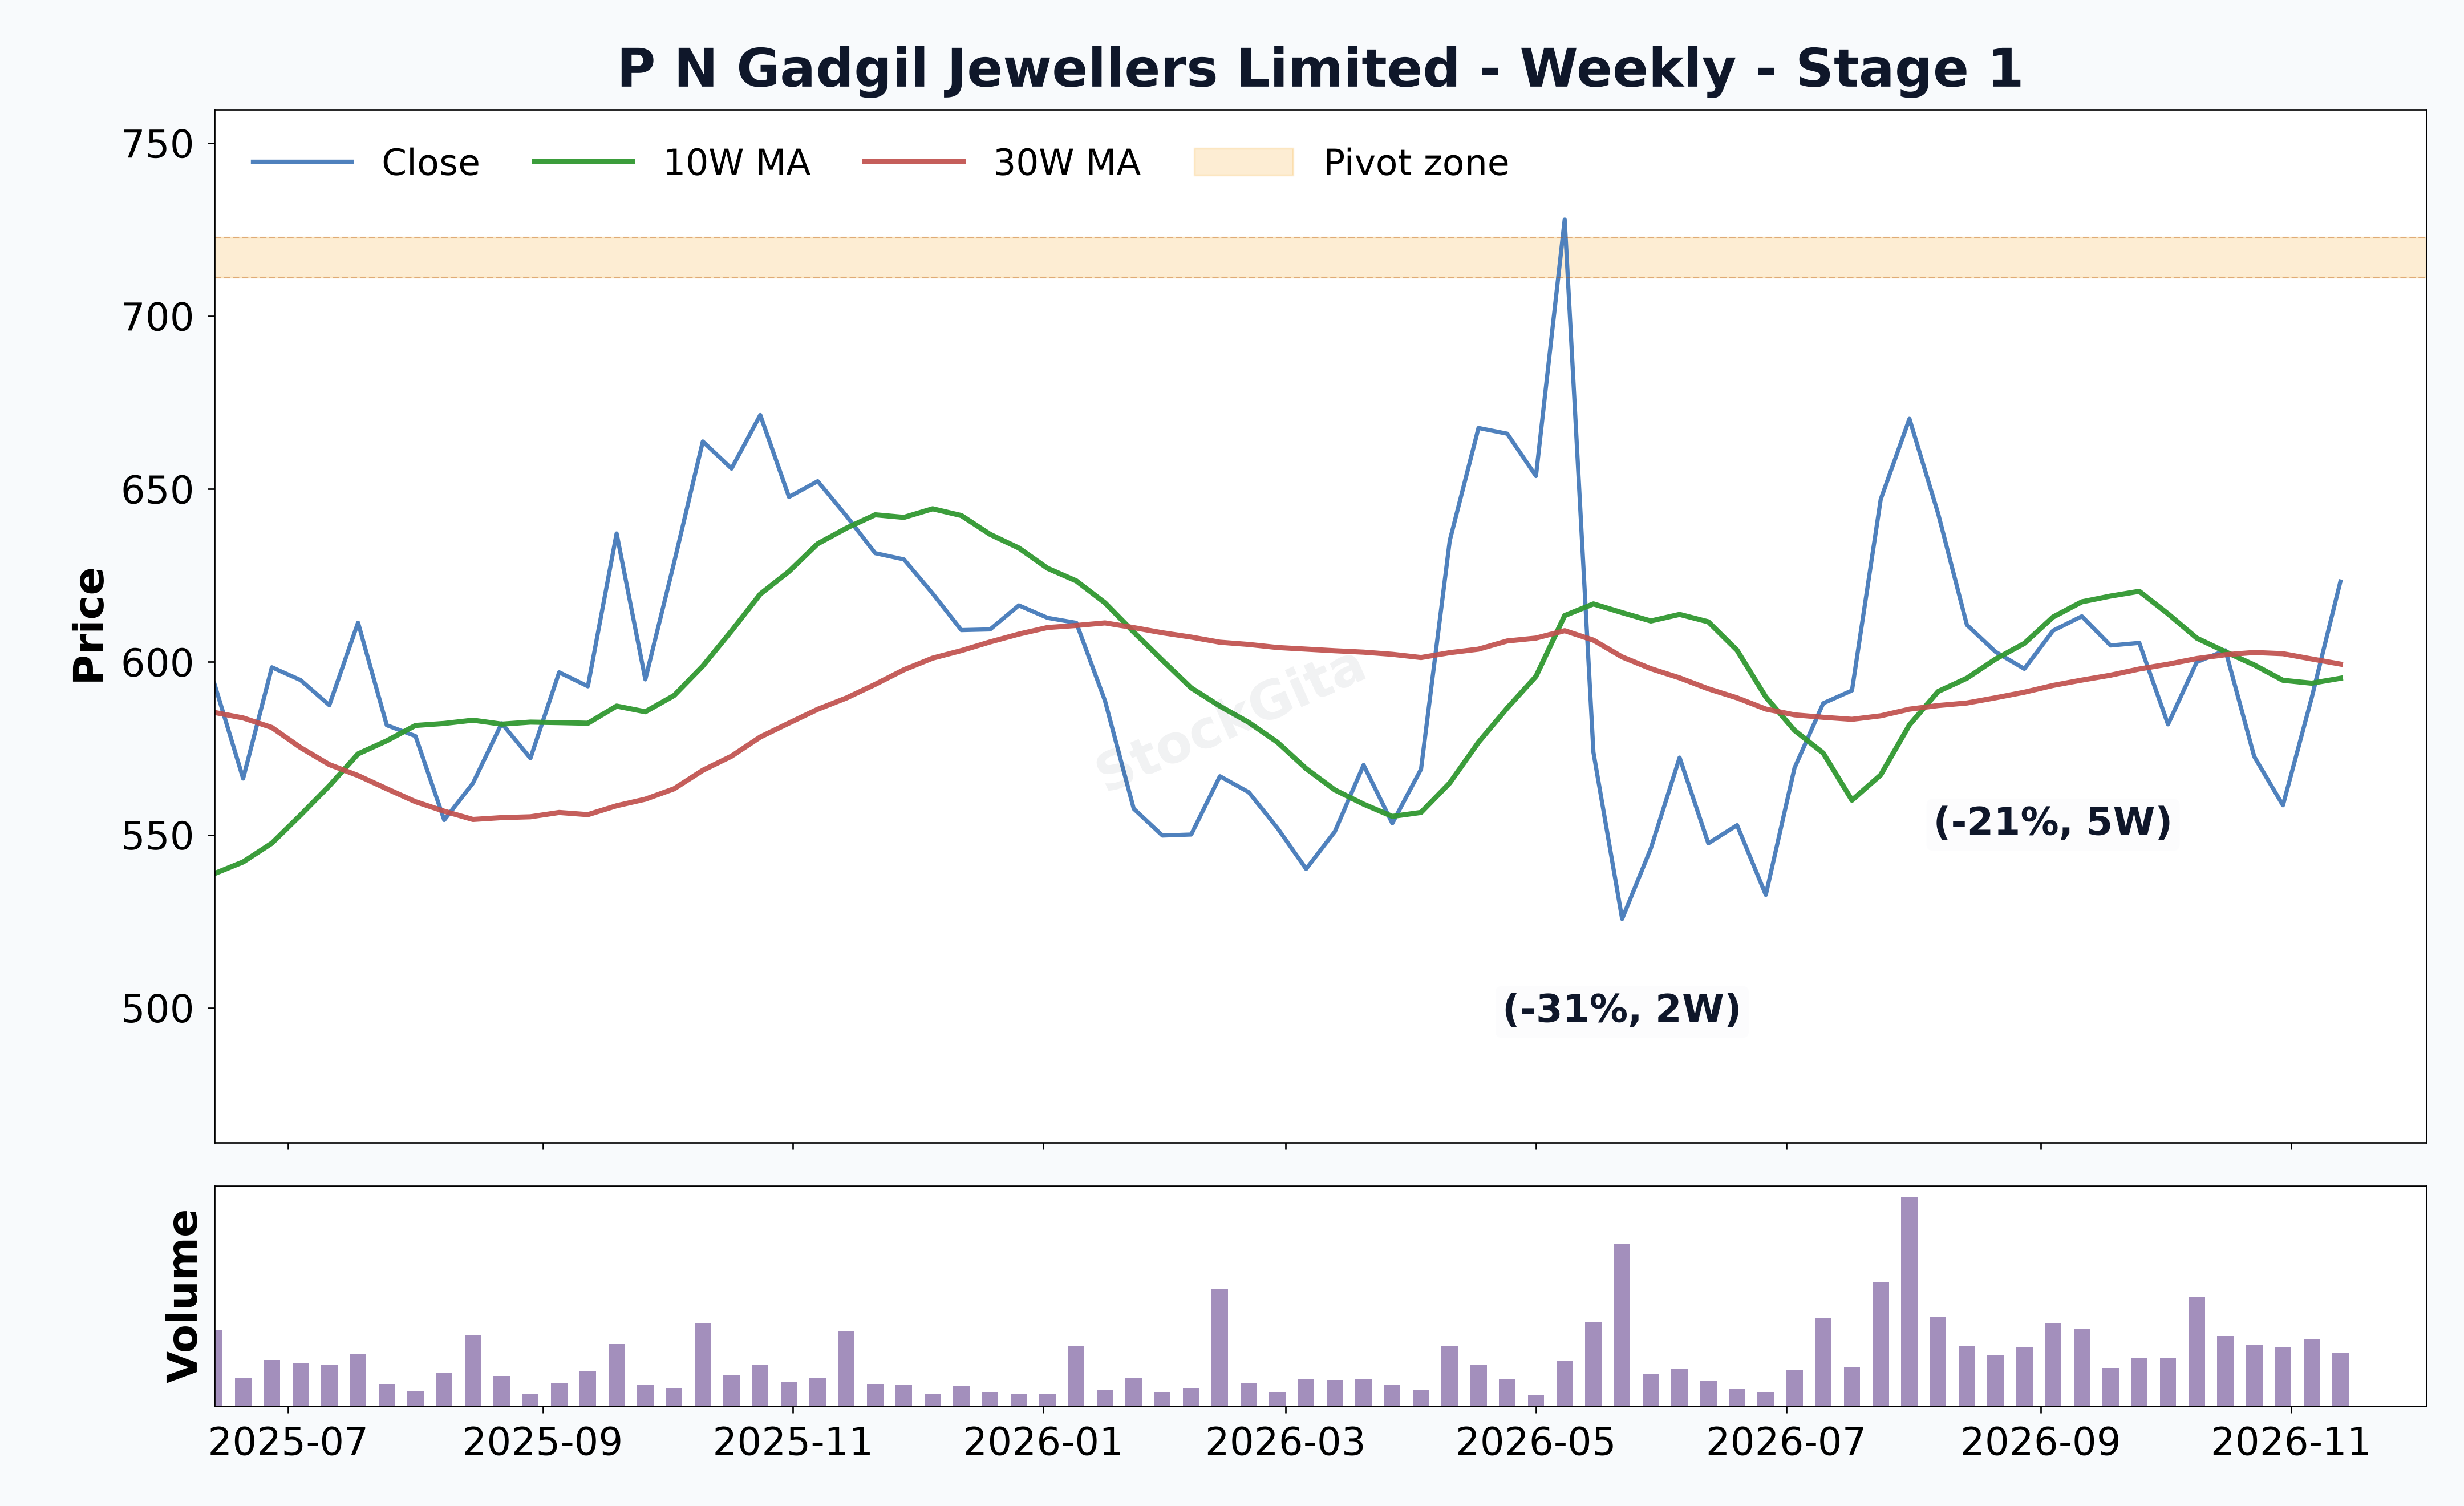 P N Gadgil Jewellers Limited - Weekly - Stage 1
Close 10W MA 30W MA Pivot zone
750
700
650
600
550
500
Price
StockGita
(-21%, 5W)
(-31%, 2W)
Volume
2025-07 2025-09 2025-11 2026-01 2026-03 2026-05 2026-07 2026-09 2026-11